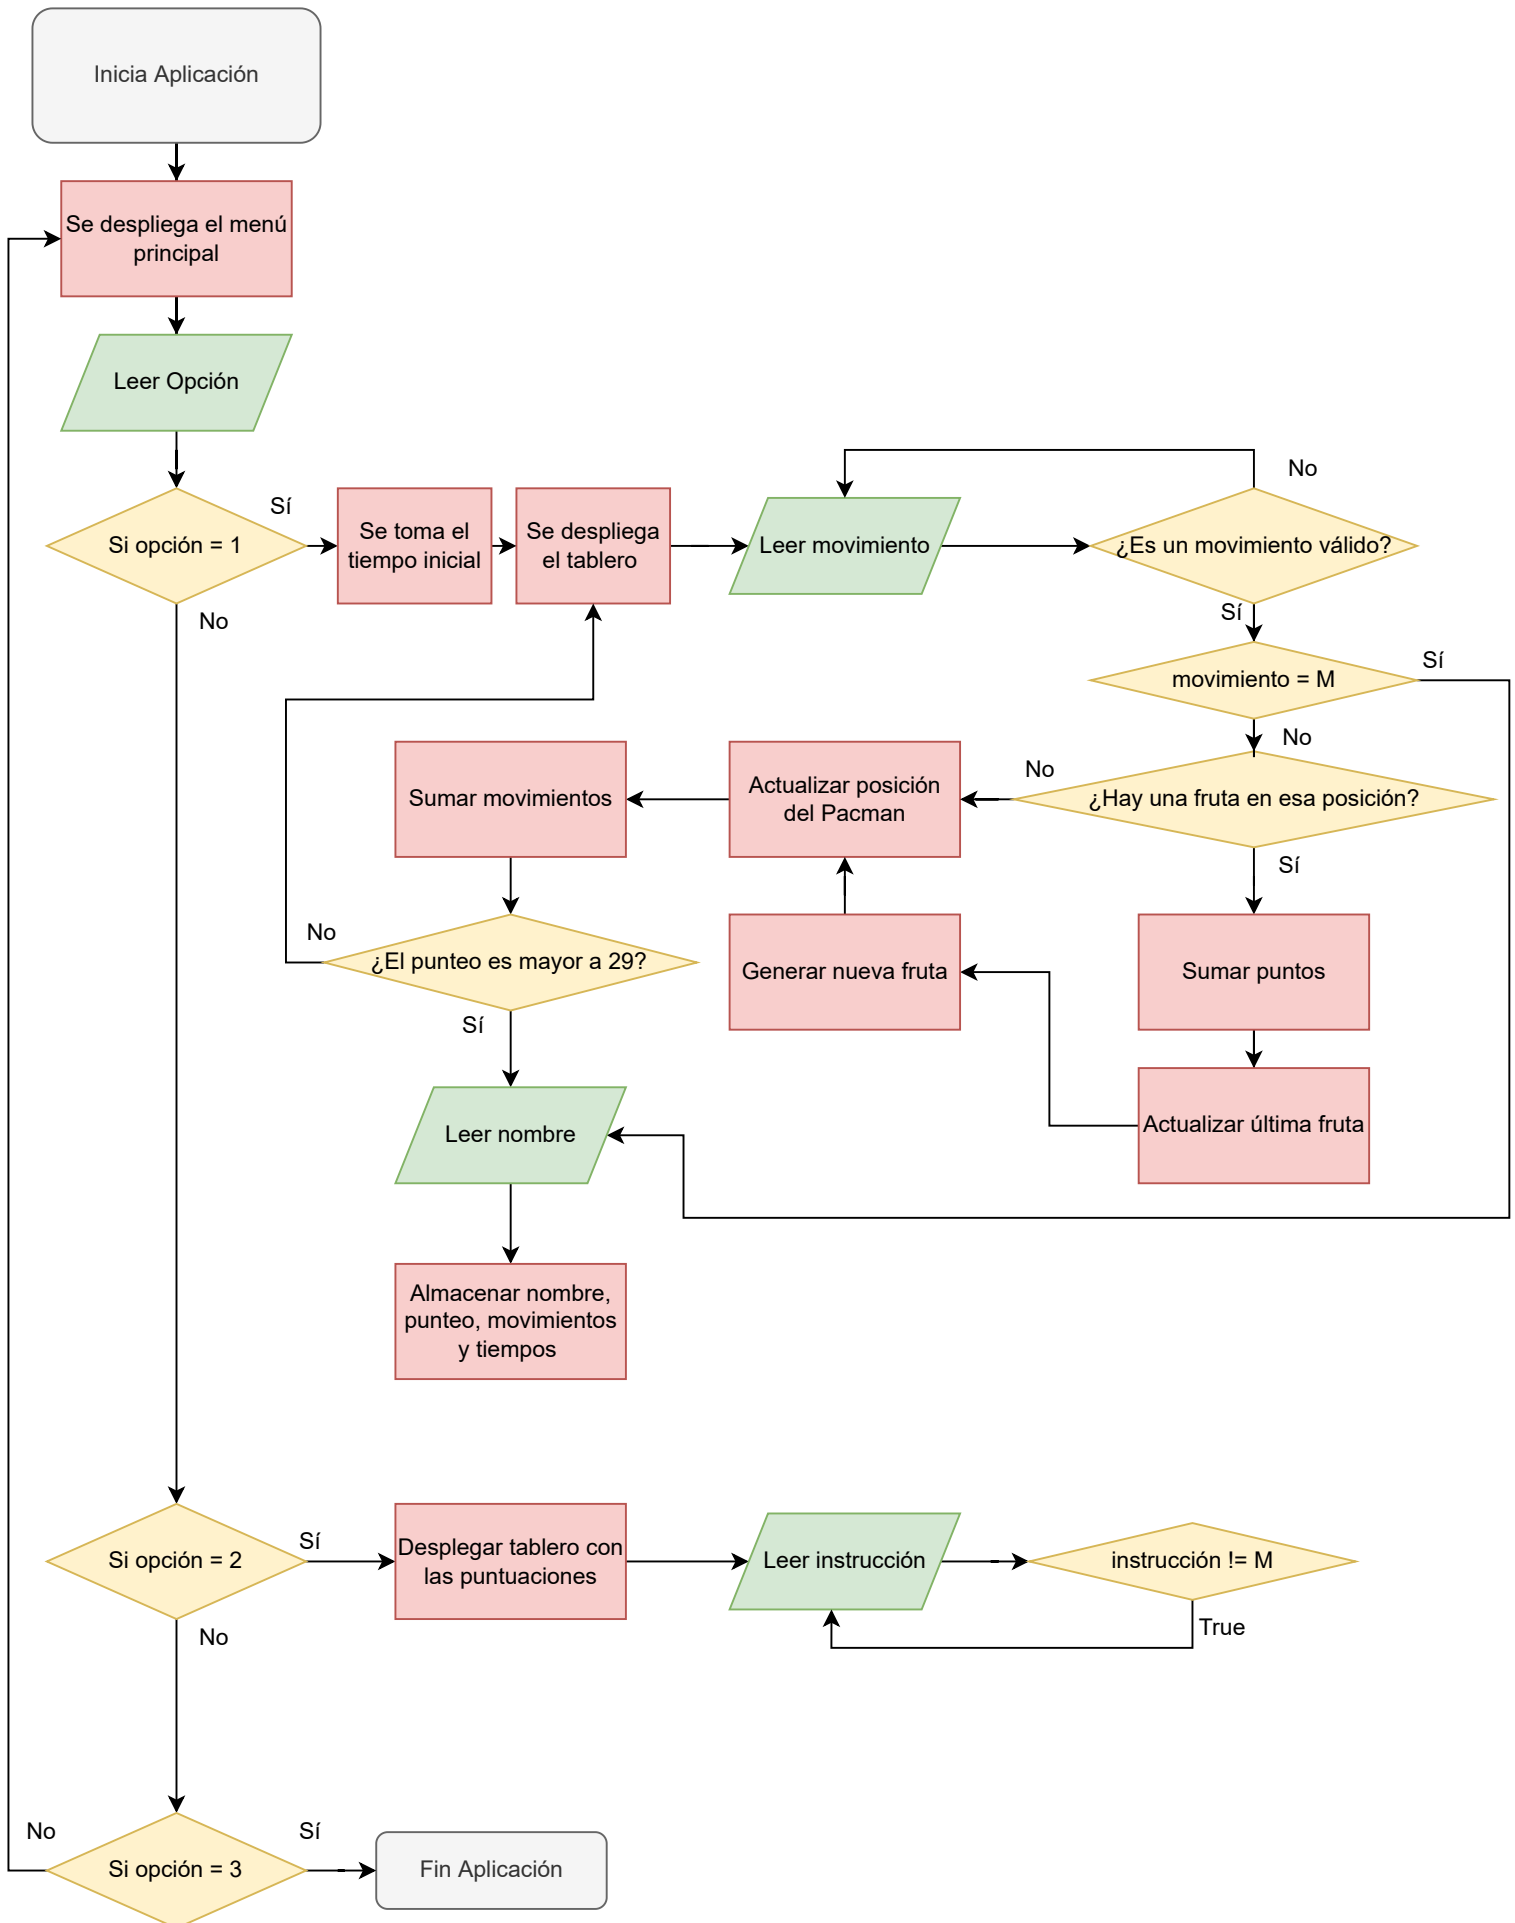 Inicia Aplicación
Se despliega el menú
principal
Leer Opción
Si opción = 1
Sí
No
Se toma el
tiempo inicial
Se despliega
el tablero
Leer movimiento
¿Es un movimiento válido?
No
Sí
movimiento = M
Sí
No
¿Hay una fruta en esa posición?
No
Sí
Actualizar posición
del Pacman
Sumar movimientos
Sumar puntos
Actualizar última fruta
Generar nueva fruta
¿El punteo es mayor a 29?
No
Sí
Leer nombre
Almacenar nombre,
punteo, movimientos
y tiempos
Si opción = 2
Sí
No
Desplegar tablero con
las puntuaciones
Leer instrucción
instrucción != M
True
Si opción = 3
No
Sí
Fin Aplicación